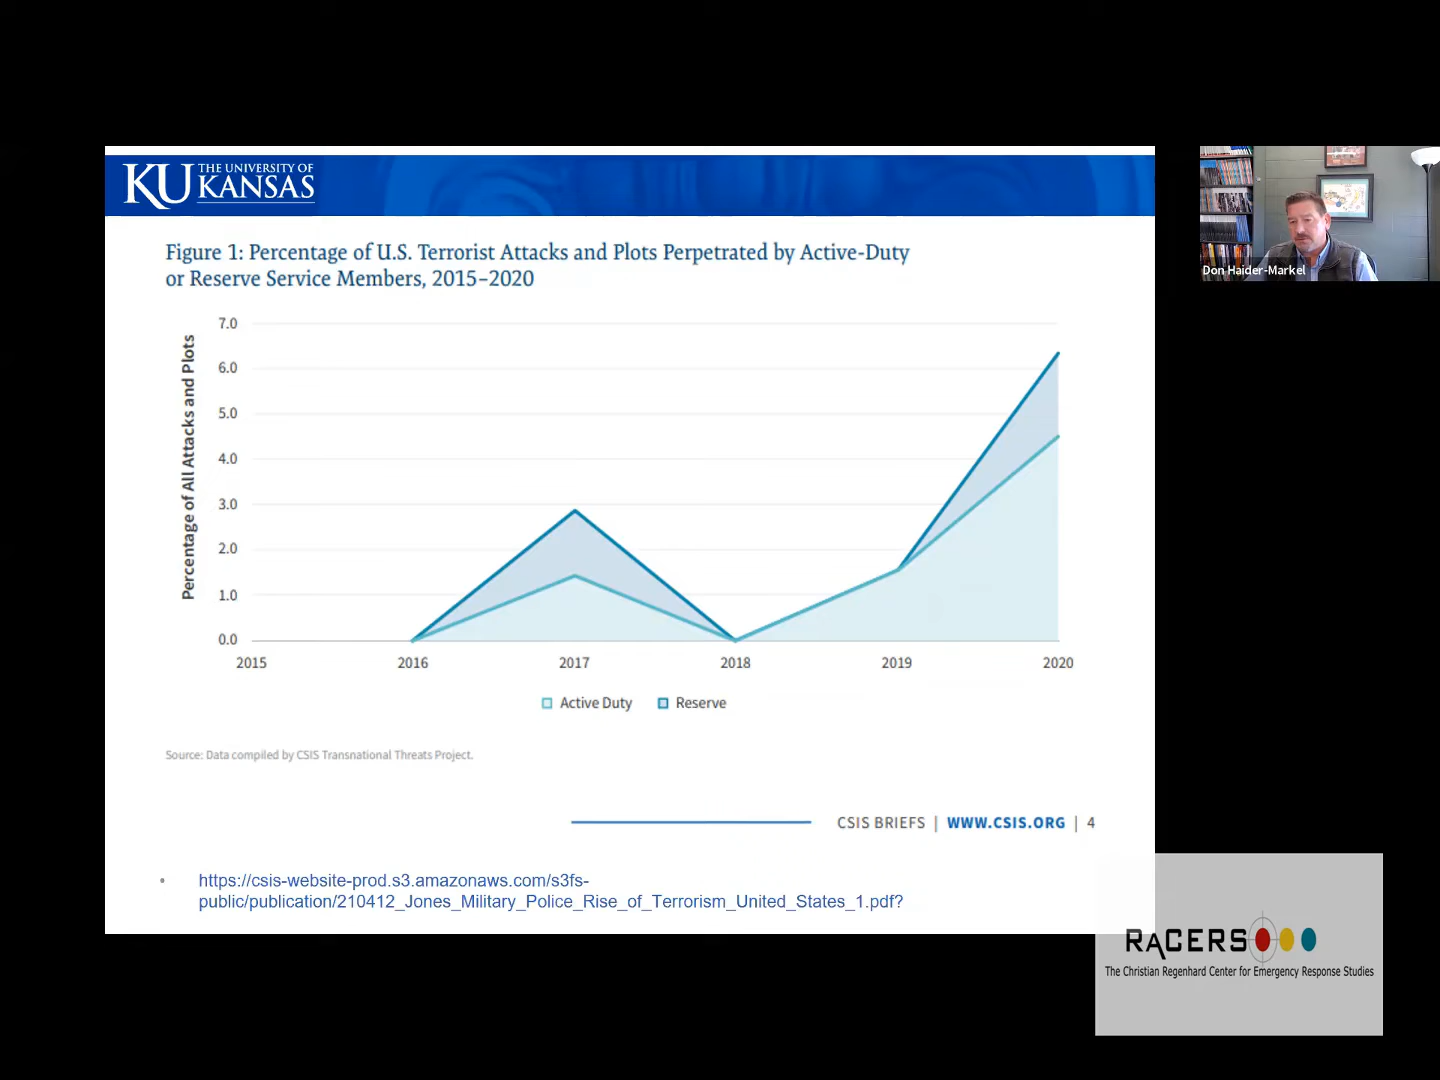 KU THE UNIVERSITY OF
KANSAS
Figure 1: Percentage of U.S. Terrorist Attacks and Plots Perpetrated by Active-Duty
or Reserve Service Members, 2015–2020
Percentage of All Attacks and Plots
7.0
6.0
5.0
4.0
3.0
2.0
1.0
0.0
2015 2016 2017 2018 2019 2020
Active Duty Reserve
Source: Data compiled by CSIS Transnational Threats Project.
CSIS BRIEFS | WWW.CSIS.ORG | 4
• https://csis-website-prod.s3.amazonaws.com/s3fs-
public/publication/210412_Jones_Military_Police_Rise_of_Terrorism_United_States_1.pdf?
Don Haider-Markel
RACERS
The Christian Regenhard Center for Emergency Response Studies